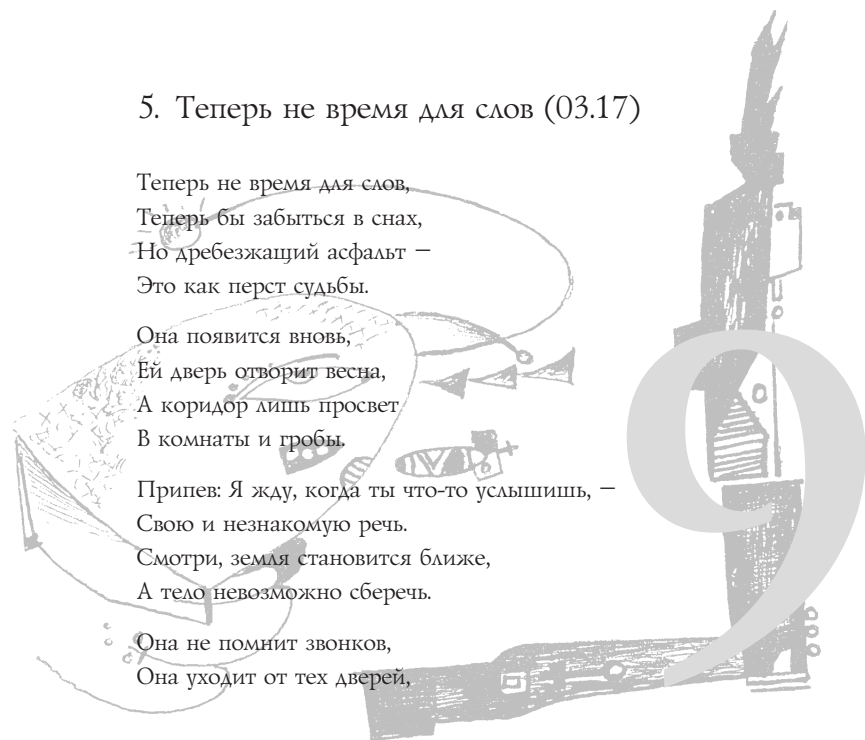 5. Теперь не время для слов (03.17)
Теперь не время для слов,
Теперь бы забыться в снах,
Но дребезжащий асфальт –
Это как перст судьбы.
Она появится вновь,
Ей дверь отворит весна,
А коридор лишь просвет
В комнаты и гробы.
Припев: Я жду, когда ты что-то услышишь, –
Свою и незнакомую речь.
Смотри, земля становится ближе,
А тело невозможно сберечь.
Она не помнит звонков,
Она уходит от тех дверей,
9